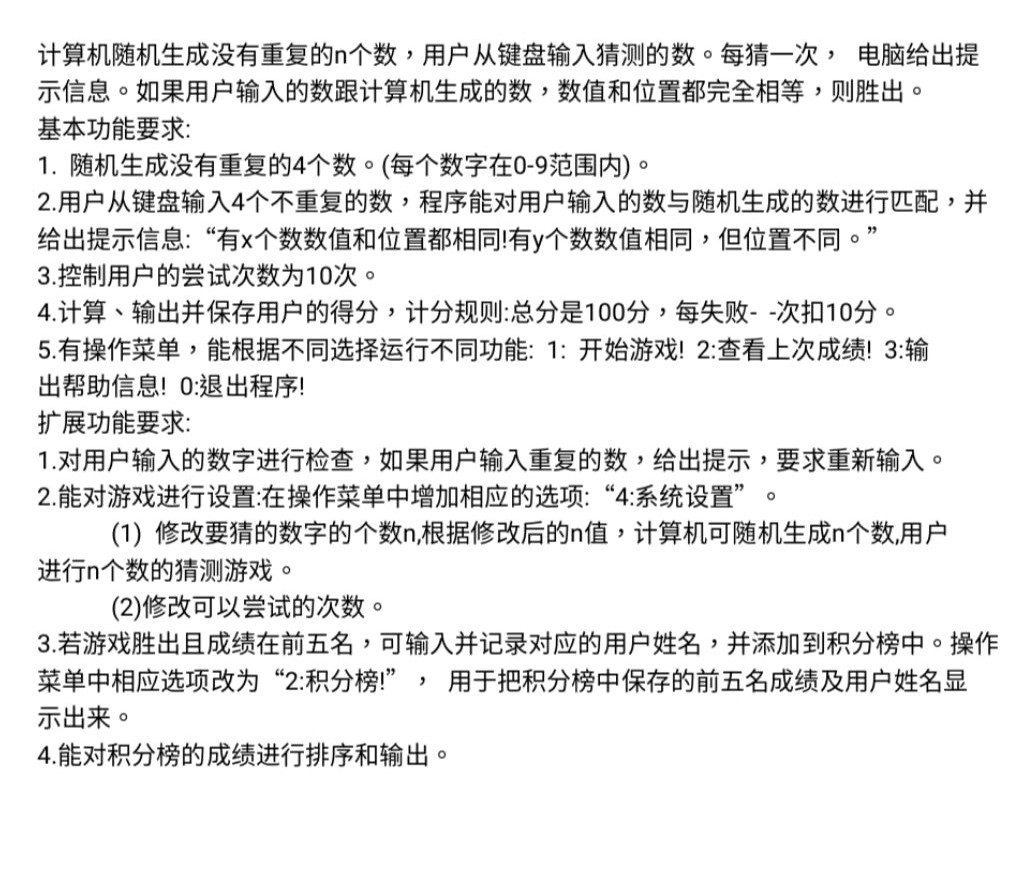 计算机随机生成没有重复的n个数，用户从键盘输入猜测的数。每猜一次， 电脑给出提
示信息。如果用户输入的数跟计算机生成的数，数值和位置都完全相等，则胜出。
基本功能要求:
1. 随机生成没有重复的4个数。(每个数字在0-9范围内)。
2.用户从键盘输入4个不重复的数，程序能对用户输入的数与随机生成的数进行匹配，并
给出提示信息:“有x个数数值和位置都相同!有y个数数值相同，但位置不同。”
3.控制用户的尝试次数为10次。
4.计算、输出并保存用户的得分，计分规则:总分是100分，每失败- -次扣10分。
5.有操作菜单，能根据不同选择运行不同功能: 1: 开始游戏! 2:查看上次成绩! 3:输
出帮助信息! 0:退出程序!
扩展功能要求:
1.对用户输入的数字进行检查，如果用户输入重复的数，给出提示，要求重新输入。
2.能对游戏进行设置:在操作菜单中增加相应的选项:“4:系统设置” 。
(1) 修改要猜的数字的个数n,根据修改后的n值，计算机可随机生成n个数,用户
进行n个数的猜测游戏。
(2)修改可以尝试的次数。
3.若游戏胜出且成绩在前五名，可输入并记录对应的用户姓名，并添加到积分榜中。操作
菜单中相应选项改为“2:积分榜!” ， 用于把积分榜中保存的前五名成绩及用户姓名显
示出来。
4.能对积分榜的成绩进行排序和输出。